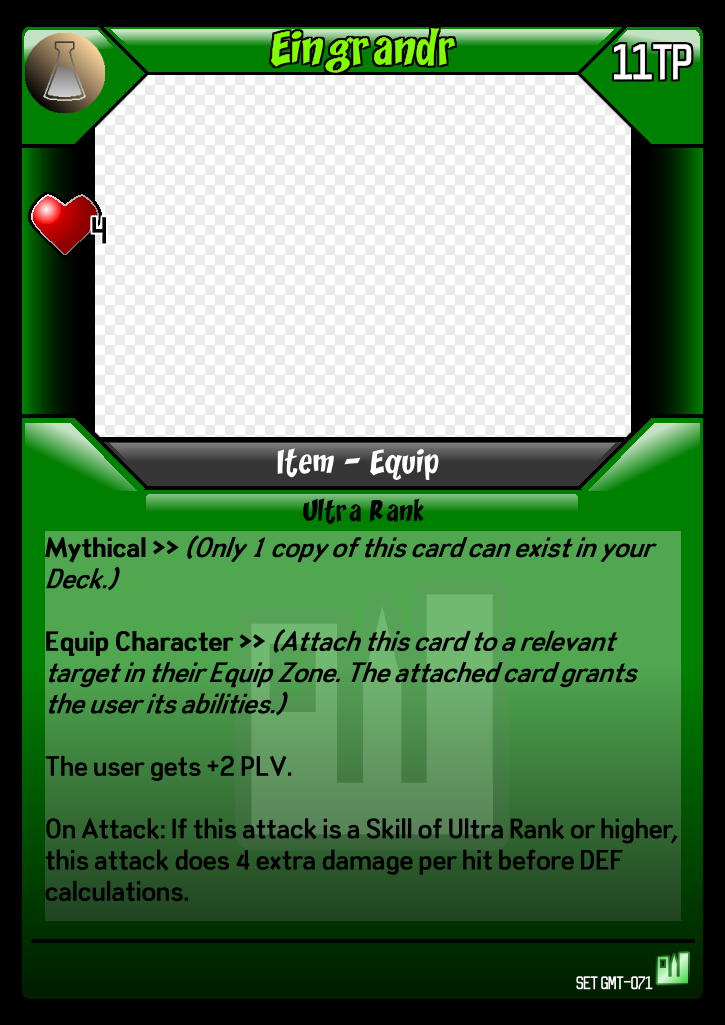 Eingrandr
11TP
4
Item - Equip
Ultra Rank
Mythical >> (Only 1 copy of this card can exist in your
Deck.)
Equip Character >> (Attach this card to a relevant
target in their Equip Zone. The attached card grants
the user its abilities.)
The user gets +2 PLV.
On Attack: If this attack is a Skill of Ultra Rank or higher,
this attack does 4 extra damage per hit before DEF
calculations.
SET GMT-071